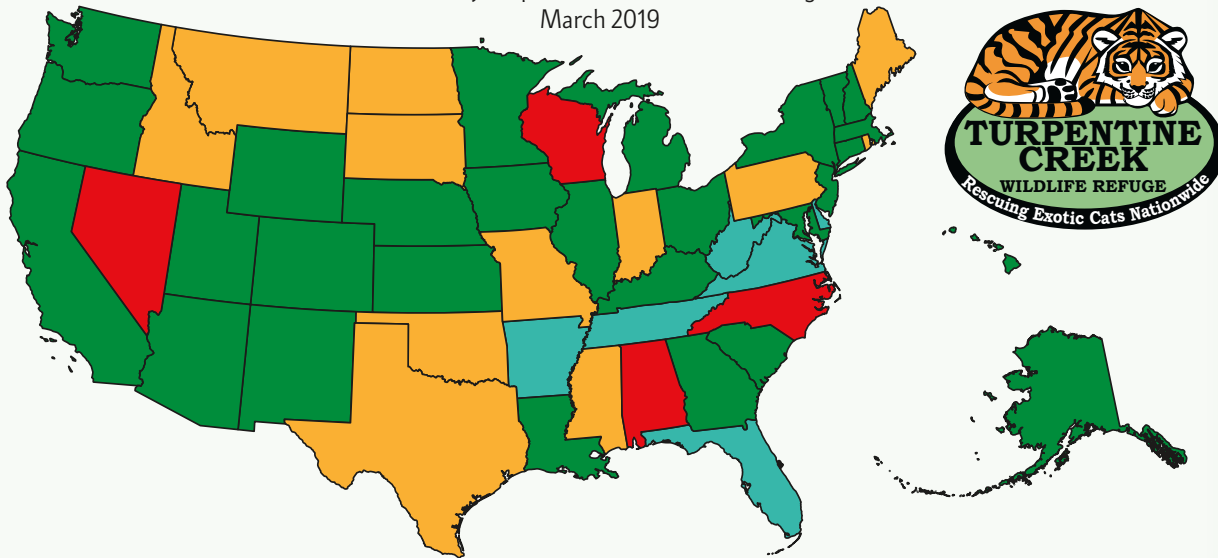 March 2019
TURPENTINE
CREEK
WILDLIFE REFUGE
Rescuing Exotic Cats Nationwide